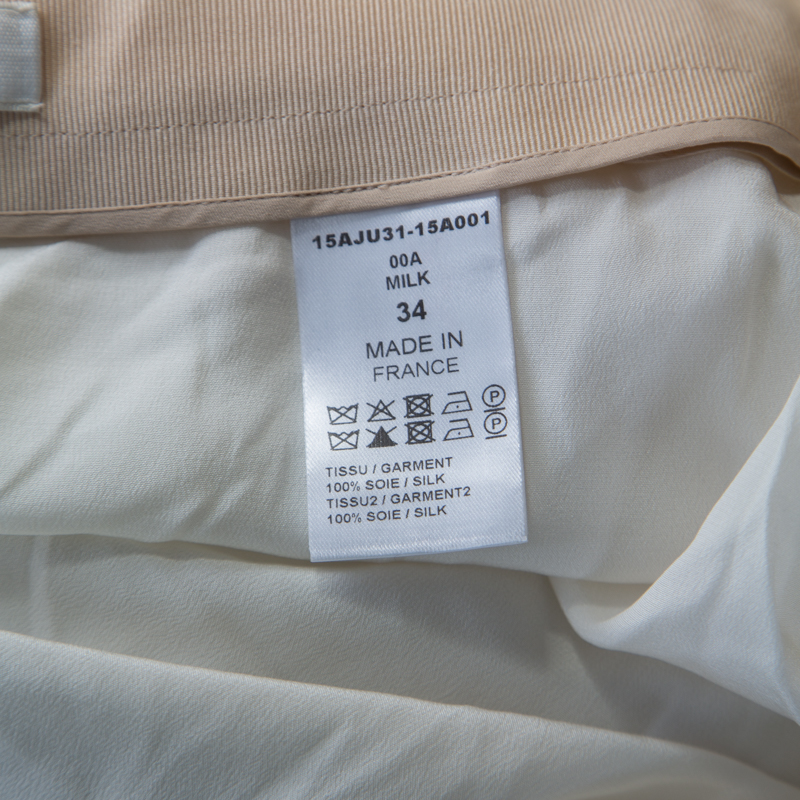 15AJU31-15A001
00A
MILK
34
MADE IN
FRANCE
P
P
TISSU / GARMENT
100% SOIE / SILK
TISSU2 / GARMENT2
100% SOIE / SILK